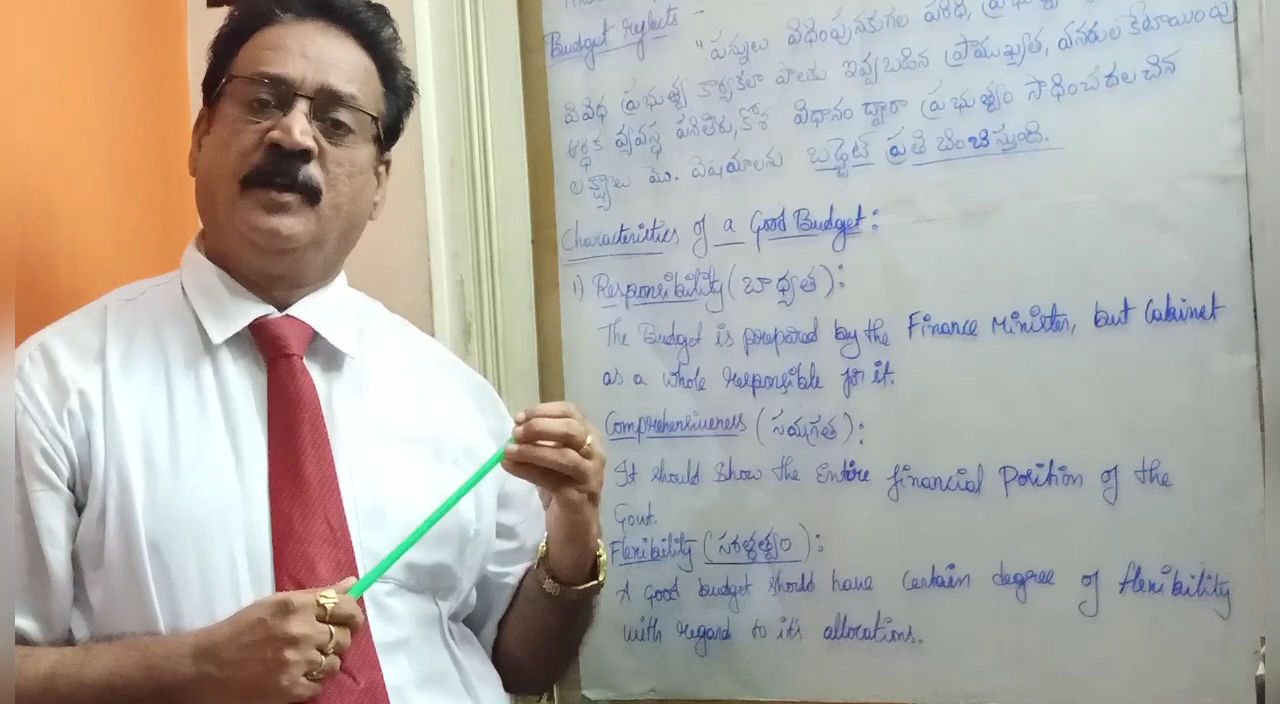 Budget reflects -
" పన్నులు విధింపునకుగల పరిధి, ప్రభుత్వ
వివిధ ప్రభుత్వ కార్యకలా పాలకు ఇవ్వబడిన ప్రాముఖ్యత, వనరుల కేటాయింపు
ఆర్థిక వ్యవస్థ పనితీరు, కోశ విధానం ద్వారా ప్రభుత్వం సాధించదలచిన
లక్ష్యాలు మొ. విషయాలను బడ్జెట్ ప్రతి బింబిస్తుంది.
Characteristics of a Good Budget:
1) Responsibility (బాధ్యత):
The Budget is prepared by the Finance Minister, but Cabinet
as a whole responsible for it.
Comprehensiveness (సమగ్రత):
It should show the Entire financial Position of the
Govt.
Flexibility (సరళత్వం):
A Good budget should have certain degree of flexibility
with regard to it's allocations.